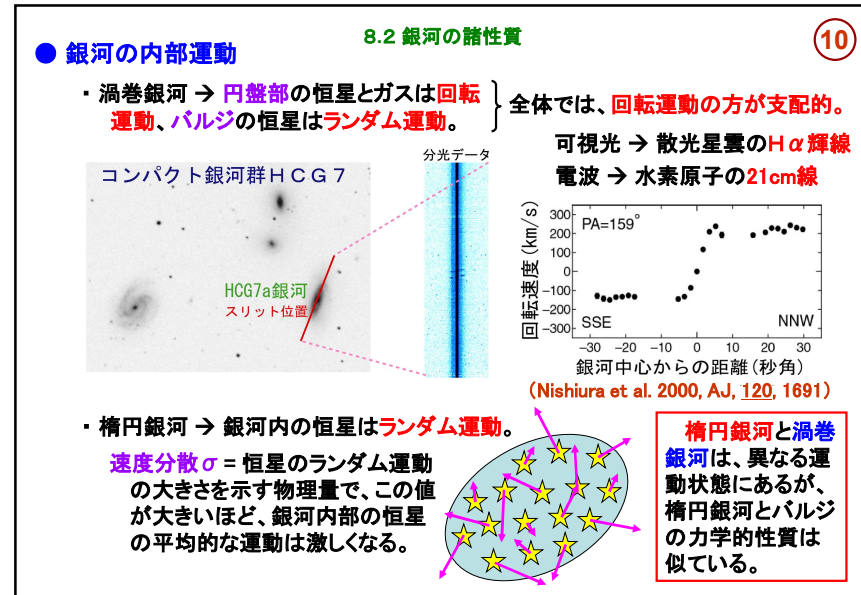 8.2 銀河の諸性質
10
● 銀河の内部運動
・ 渦巻銀河 → 円盤部の恒星とガスは回転
運動、バルジの恒星はランダム運動。
全体では、回転運動の方が支配的。
可視光 → 散光星雲のHα輝線
電波 → 水素原子の21cm線
コンパクト銀河群HCG7
HCG7a銀河
スリット位置
分光データ
回転速度(km/s)
300
200
100
0
−100
−200
−300
PA=159°
SSE
NNW
−30
−20
−10
0
10
20
30
銀河中心からの距離(秒角)
(Nishiura et al. 2000, AJ, 120, 1691)
・ 楕円銀河 → 銀河内の恒星はランダム運動。
速度分散σ = 恒星のランダム運動
の大きさを示す物理量で、この値
が大きいほど、銀河内部の恒星
の平均的な運動は激しくなる。
楕円銀河と渦巻
銀河は、異なる運
動状態にあるが、
楕円銀河とバルジ
の力学的性質は
似ている。